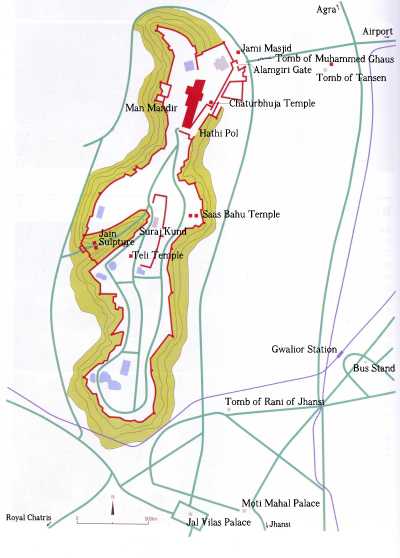 Agra
Airport
Jami Masjid
Tomb of Muhammed Ghaus
Alamgiri Gate
Tomb of Tansen
Man Mandir
Chaturbhuja Temple
Hathi Pol
Saas Bahu Temple
Jain
Sulpture
Suraj Kund
Teli Temple
Gwalior Station
Bus Stand
Tomb of Rani of Jhansi
Moti Mahal Palace
Royal Chatris
Jal Vilas Palace
Jhansi